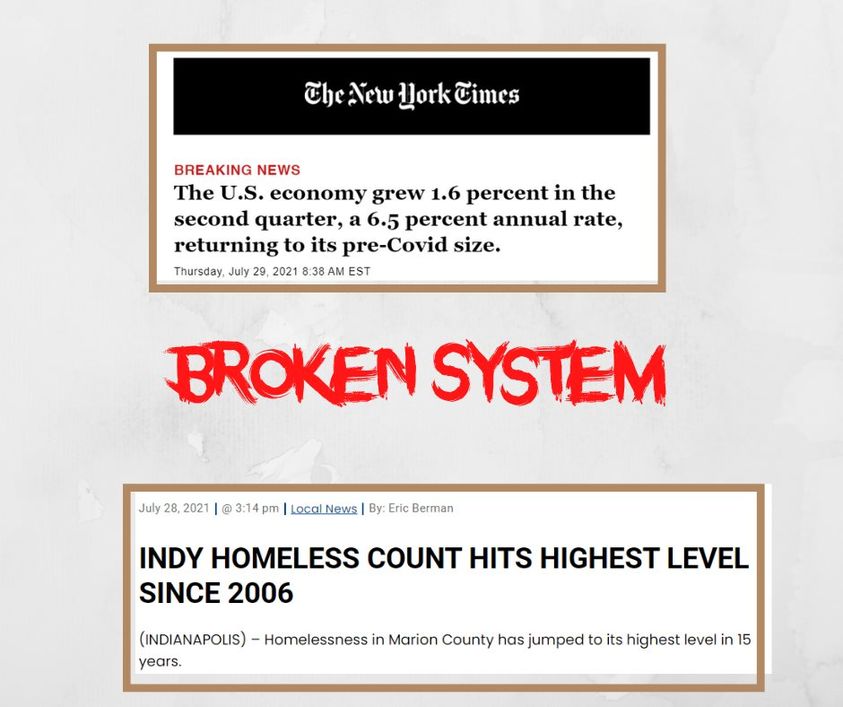 The New York Times
BREAKING NEWS
The U.S. economy grew 1.6 percent in the
second quarter, a 6.5 percent annual rate,
returning to its pre-Covid size.
Thursday, July 29, 2021 8:38 AM EST
BROKEN SYSTEM
July 28, 2021 | @ 3:14 pm | Local News | By: Eric Berman
INDY HOMELESS COUNT HITS HIGHEST LEVEL
SINCE 2006
(INDIANAPOLIS) – Homelessness in Marion County has jumped to its highest level in 15
years.